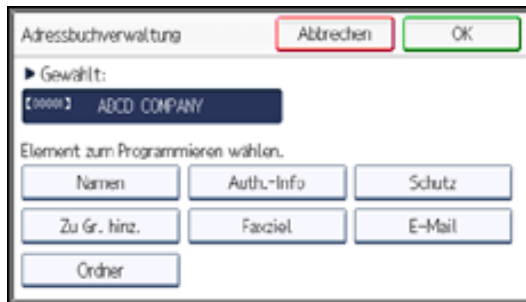 Adressbuchverwaltung Abbrechen OK
▶ Gewählt:
【00001】 ABCD COMPANY
Element zum Programmieren wählen.
Namen Auth.-Info Schutz
Zu Gr. hinz. Faxziel E-Mail
Ordner